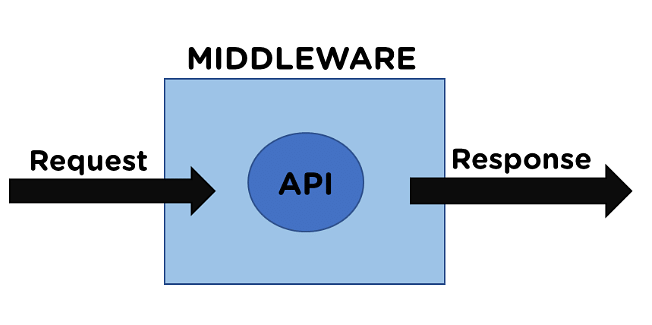 MIDDLEWARE
Request
API
Response